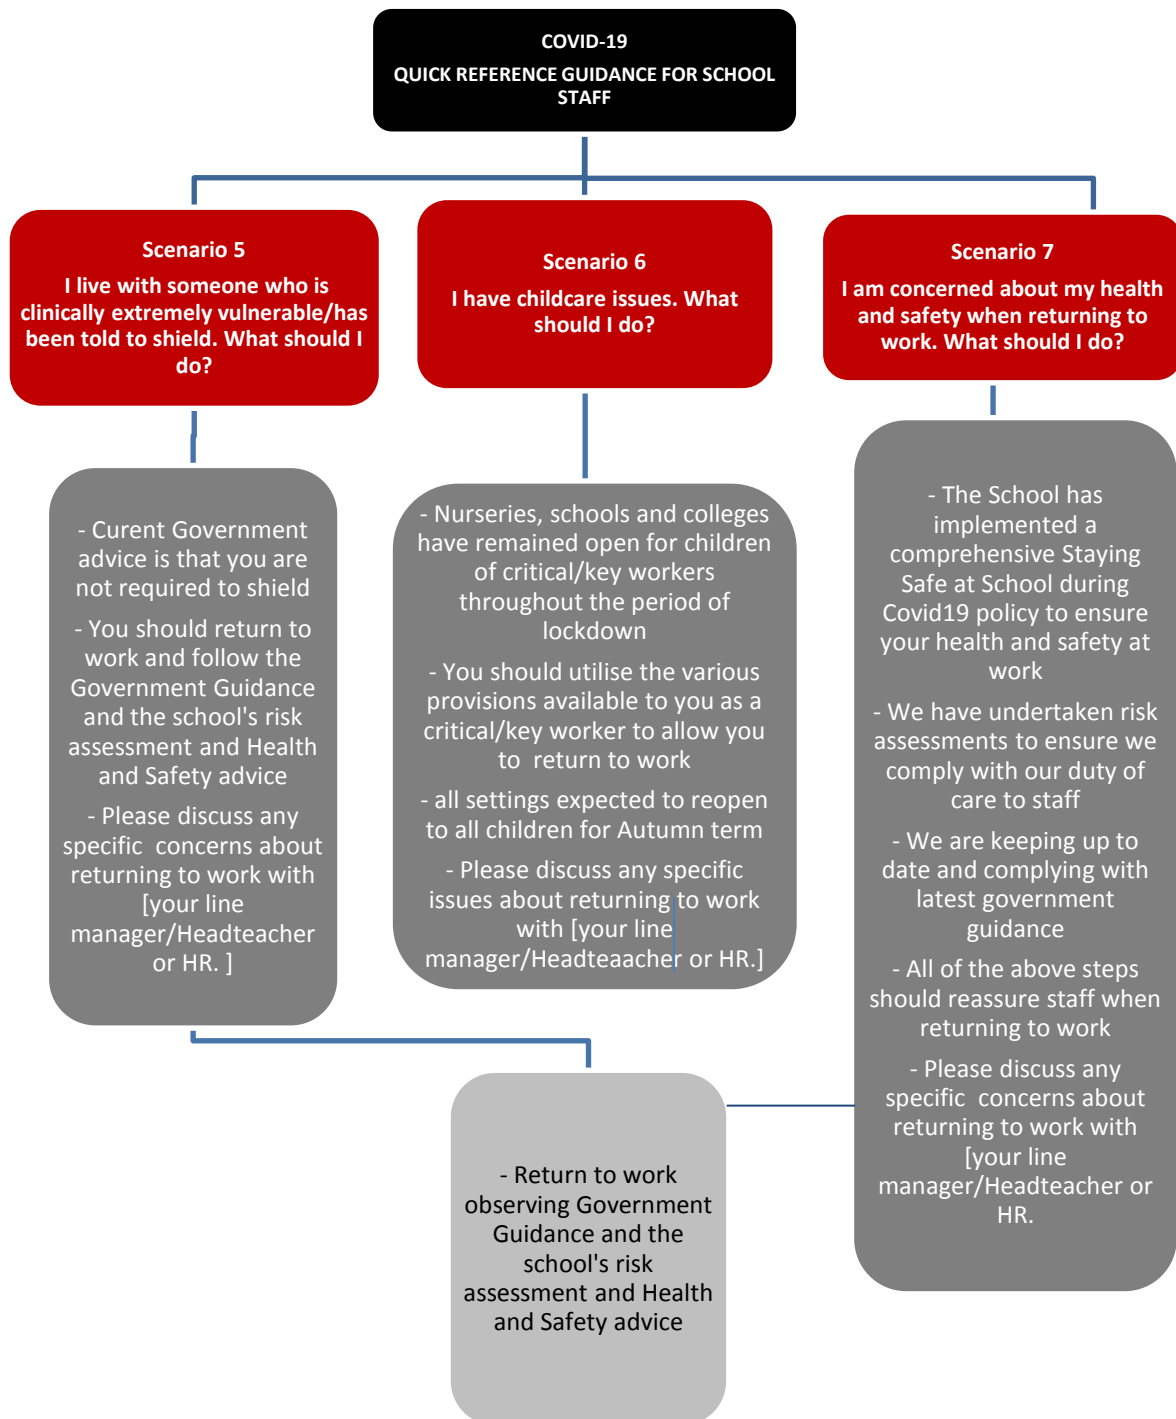 COVID-19
QUICK REFERENCE GUIDANCE FOR SCHOOL
STAFF
Scenario 5
I live with someone who is
clinically extremely vulnerable/has
been told to shield. What should I
do?
Scenario 6
I have childcare issues. What
should I do?
Scenario 7
I am concerned about my health
and safety when returning to
work. What should I do?
- Curent Government
advice is that you are
not required to shield
- You should return to
work and follow the
Government Guidance
and the school's risk
assessment and Health
and Safety advice
- Please discuss any
specific  concerns about
returning to work with
[your line
manager/Headteacher
or HR. ]
- Nurseries, schools and colleges
have remained open for children
of critical/key workers
throughout the period of
lockdown
- You should utilise the various
provisions available to you as a
critical/key worker to allow you
to  return to work
- all settings expected to reopen
to all children for Autumn term
- Please discuss any specific
issues about returning to work
with [your line
manager/Headteaacher or HR.]
- The School has
implemented a
comprehensive Staying
Safe at School during
Covid19 policy to ensure
your health and safety at
work
- We have undertaken risk
assessments to ensure we
comply with our duty of
care to staff
- We are keeping up to
date and complying with
latest government
guidance
- All of the above steps
should reassure staff when
returning to work
- Please discuss any
specific  concerns about
returning to work with
[your line
manager/Headteacher or
HR.
- Return to work
observing Government
Guidance and the
school's risk
assessment and Health
and Safety advice